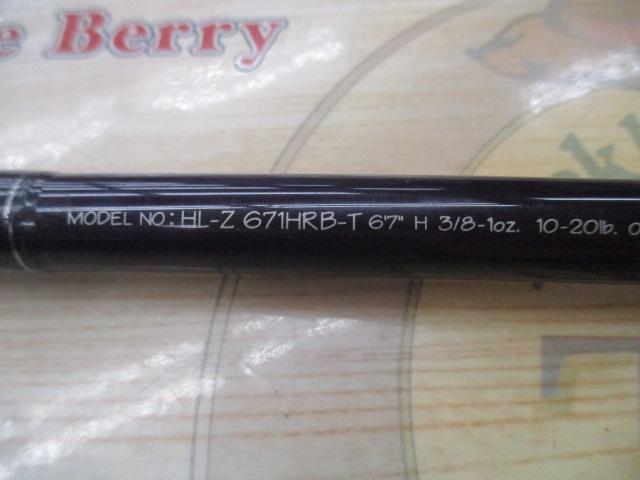 e Berry
MODEL NO: HL-Z 671HRB-T 6'7" H 3/8-1oz. 10-20lb.